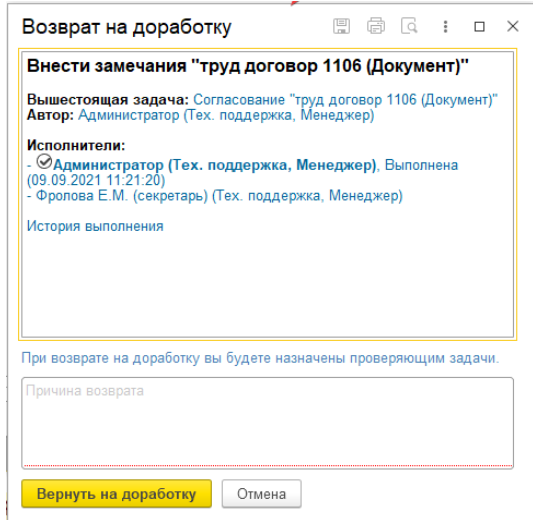 Возврат на доработку
Внести замечания "труд договор 1106 (Документ)"
Вышестоящая задача: Согласование "труд договор 1106 (Документ)"
Автор: Администратор (Тех. поддержка, Менеджер)
Исполнители:
- Администратор (Тех. поддержка, Менеджер), Выполнена
(09.09.2021 11:21:20)
- Фролова Е.М. (секретарь) (Тех. поддержка, Менеджер)
История выполнения
При возврате на доработку вы будете назначены проверяющим задачи.
Причина возврата
Вернуть на доработку Отмена